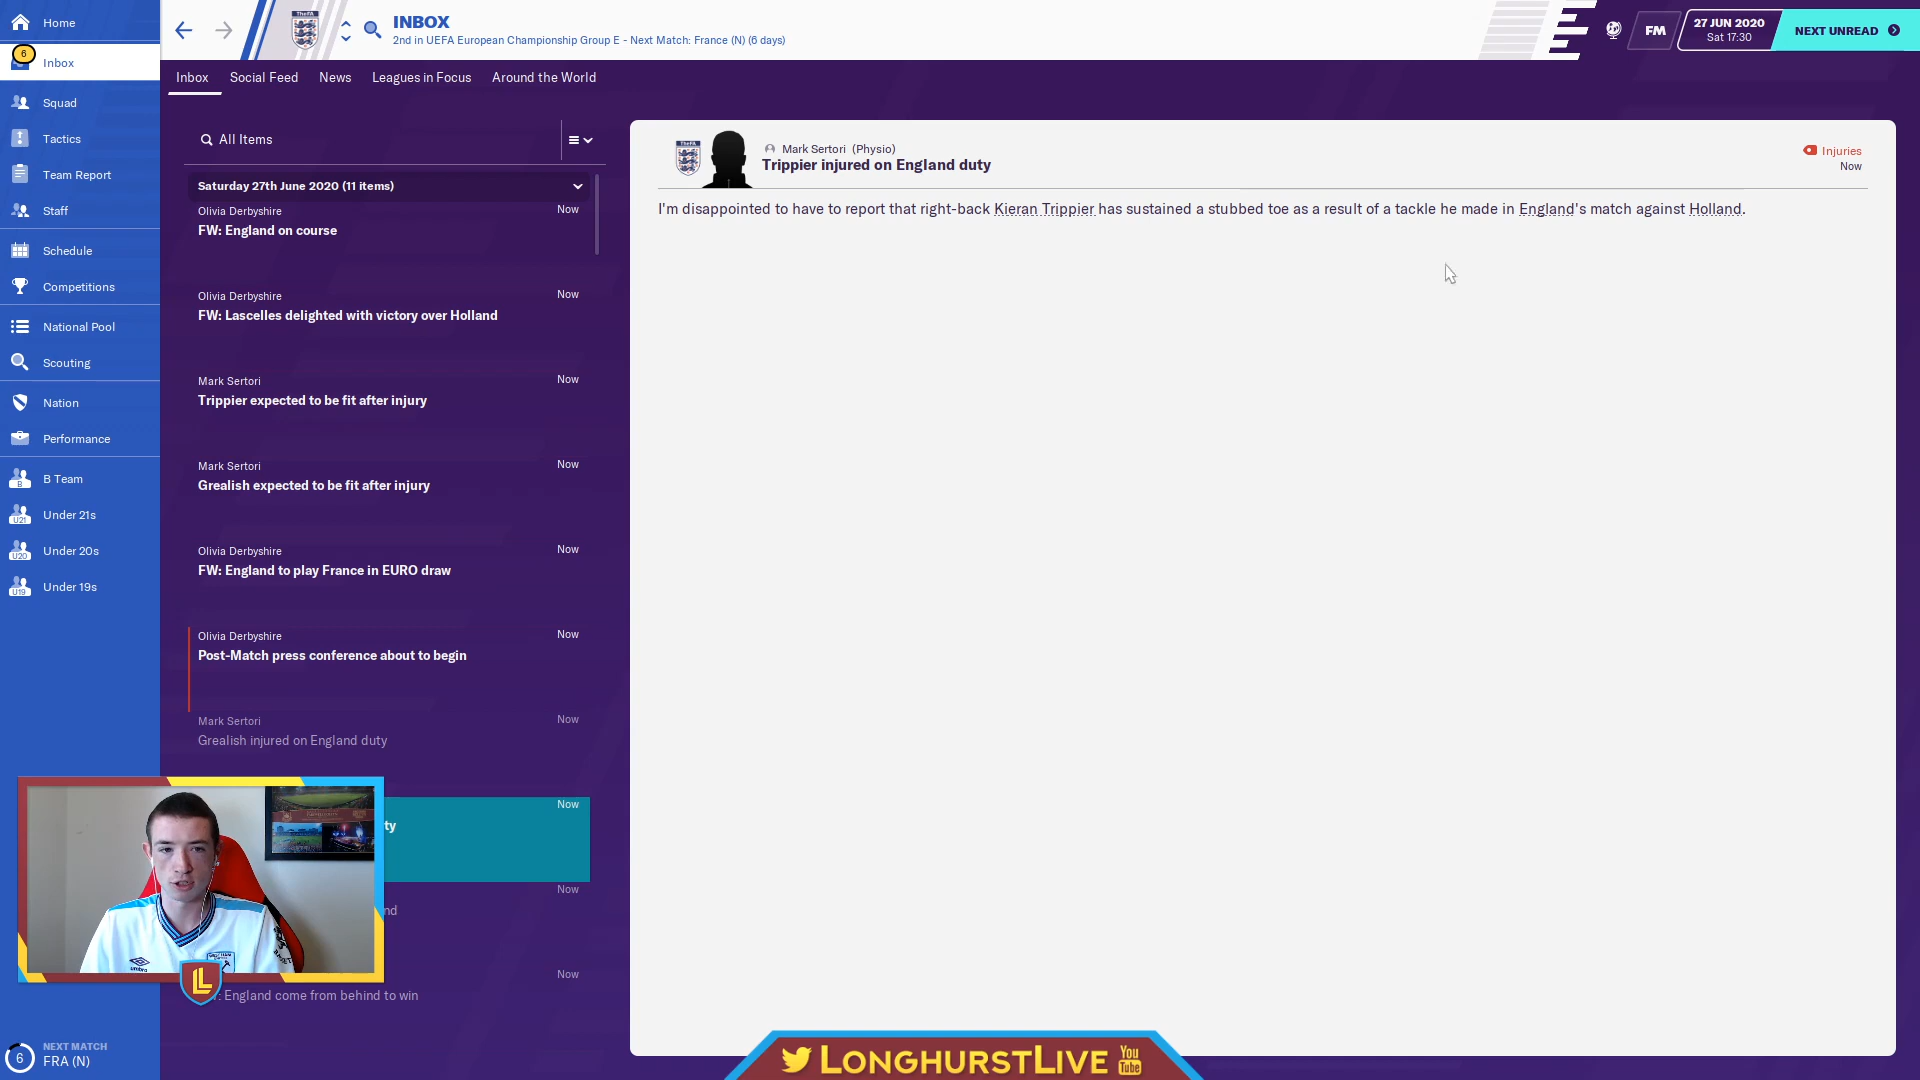 Home
6
Inbox
Squad
Tactics
Team Report
Staff
Schedule
Competitions
National Pool
Scouting
Nation
Performance
B
B Team
U21
Under 21s
U20
Under 20s
U19
Under 19s
6
NEXT MATCH
FRA (N)
TheFA
INBOX
2nd in UEFA European Championship Group E - Next Match: France (N) (6 days)
FM
27 JUN 2020
Sat 17:30
NEXT UNREAD
Inbox Social Feed News Leagues in Focus Around the World
All Items
Saturday 27th June 2020 (11 items)
Olivia Derbyshire Now
FW: England on course
Olivia Derbyshire Now
FW: Lascelles delighted with victory over Holland
Mark Sertori Now
Trippier expected to be fit after injury
Mark Sertori Now
Grealish expected to be fit after injury
Olivia Derbyshire Now
FW: England to play France in EURO draw
Olivia Derbyshire Now
Post-Match press conference about to begin
Mark Sertori Now
Grealish injured on England duty
Now
ty
Now
nd
Now
England come from behind to win
TheFA
Mark Sertori (Physio)
Trippier injured on England duty
Injuries
Now
I'm disappointed to have to report that right-back Kieran Trippier has sustained a stubbed toe as a result of a tackle he made in England's match against Holland.
umbro
L
LONGHURSTLIVE You Tube